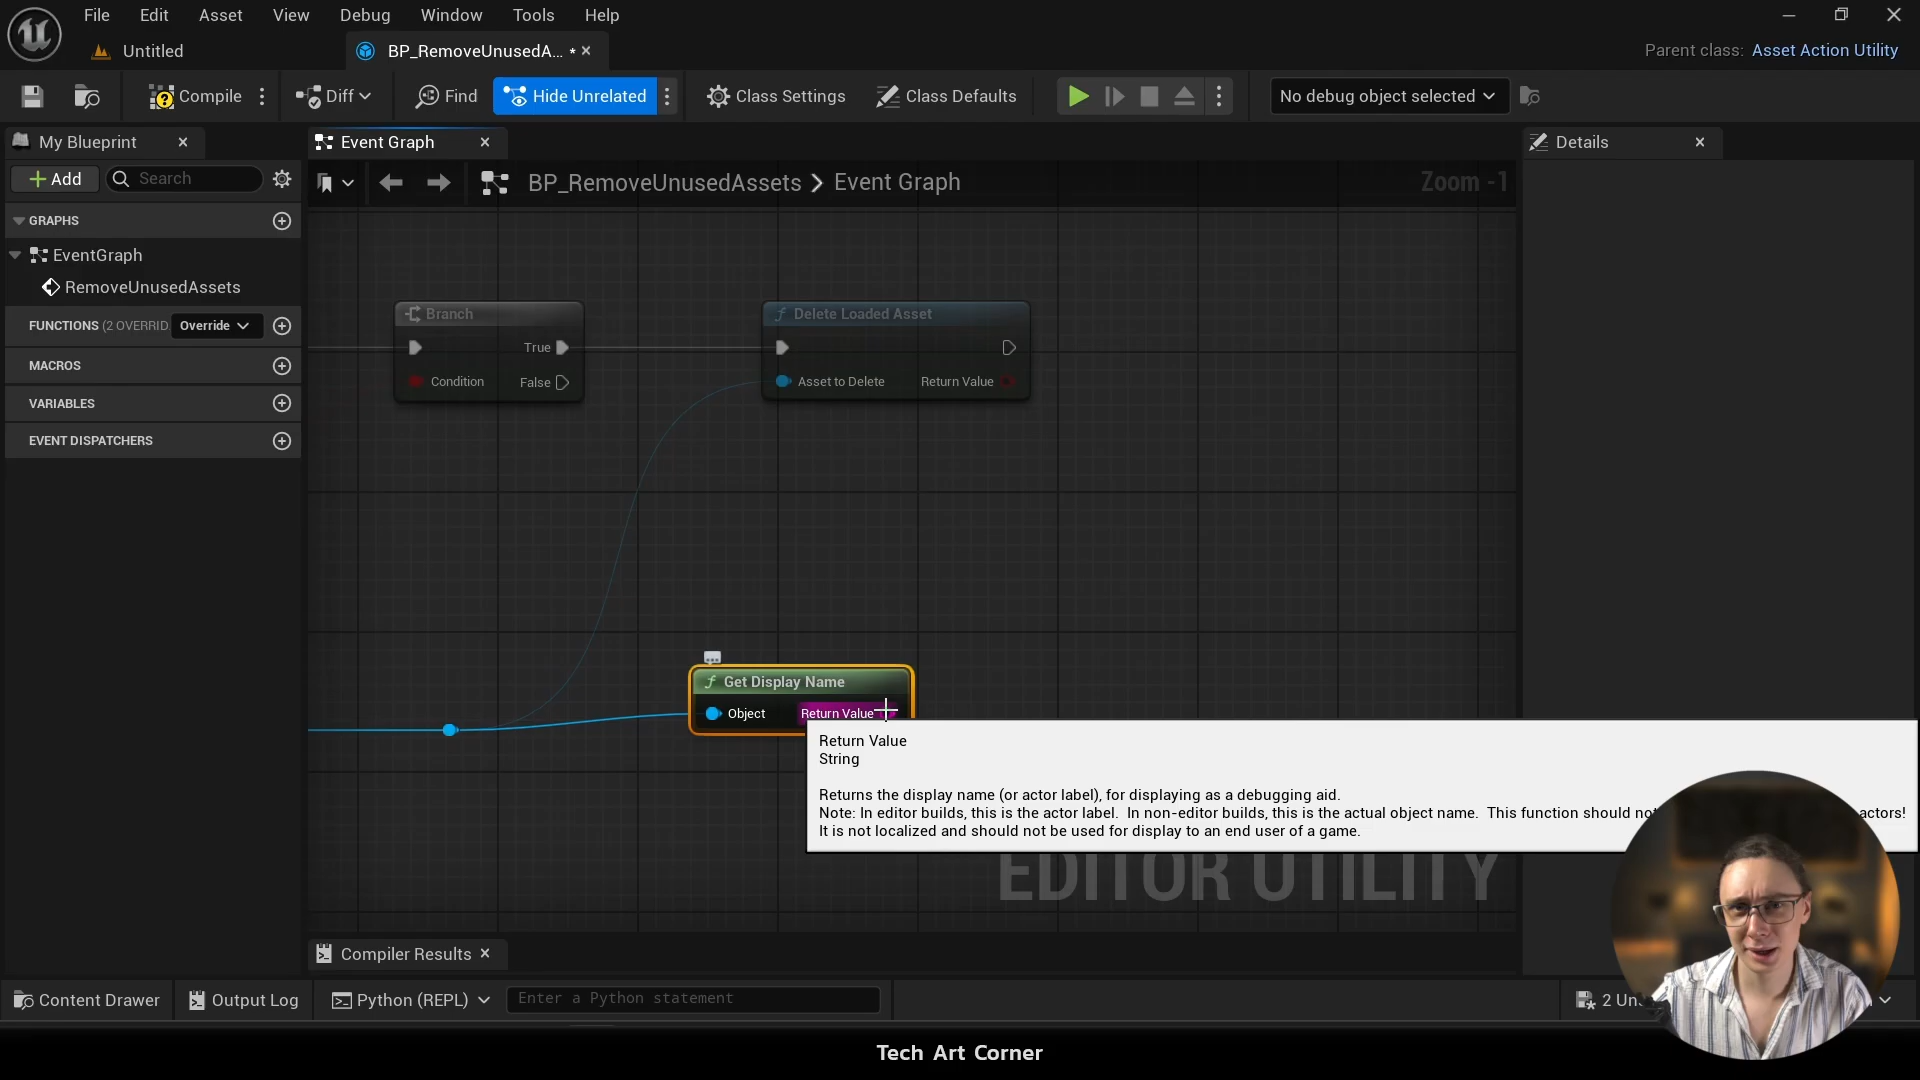 File Edit Asset View Debug Window Tools Help
Untitled
BP_RemoveUnusedA... *
Parent class: Asset Action Utility
Compile
Diff
Find
Hide Unrelated
Class Settings
Class Defaults
No debug object selected
My Blueprint
Event Graph
Details
Add
Search
BP_RemoveUnusedAssets > Event Graph
Zoom -1
GRAPHS
EventGraph
RemoveUnusedAssets
FUNCTIONS (2 OVERRID
Override
MACROS
VARIABLES
EVENT DISPATCHERS
Branch
True
Condition
False
Delete Loaded Asset
Asset to Delete
Return Value
Get Display Name
Object
Return Value
Return Value
String
Returns the display name (or actor label), for displaying as a debugging aid.
Note: In editor builds, this is the actor label. In non-editor builds, this is the actual object name. This function should no actors!
It is not localized and should not be used for display to an end user of a game.
EDITOR UTILITY
Compiler Results
Content Drawer
Output Log
Python (REPL)
Enter a Python statement
2 Un
Tech Art Corner